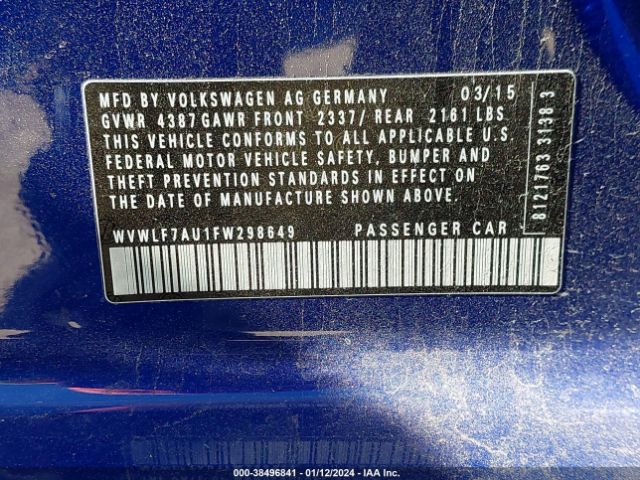 MFD BY VOLKSWAGEN AG GERMANY 03/15
GVWR 4387 GAWR FRONT 2337/ REAR 2161 LBS
THIS VEHICLE CONFORMS TO ALL APPLICABLE U.S.
FEDERAL MOTOR VEHICLE SAFETY, BUMPER AND
THEFT PREVENTION STANDARDS IN EFFECT ON
THE DATE OF MANUFACTURE SHOWN ABOVE.
WVWLF7AU1FW298649 PASSENGER CAR
8121763 3138 3
000-38496841 - 01/12/2024 - IAA Inc.